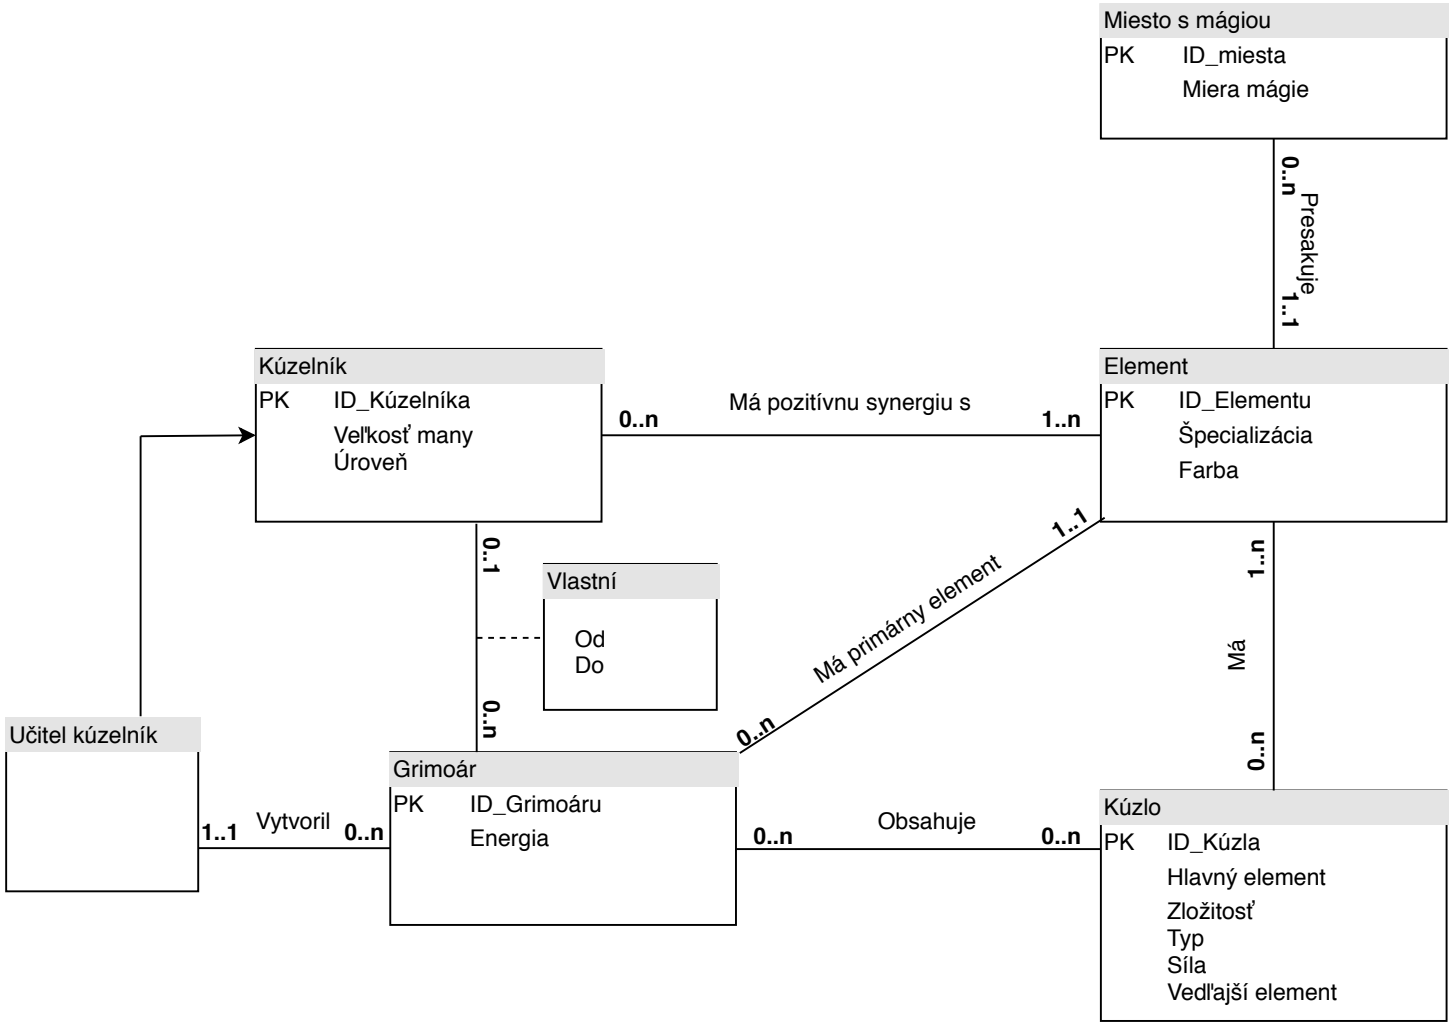 Miesto s mágiou
PK ID_miesta
Miera mágie
0..n
Presakuje
1..1
Kúzelník
PK ID_Kúzelníka
Veľkosť many
Úroveň
0..n
Má pozitívnu synergiu s
1..n
Element
PK ID_Elementu
Špecializácia
Farba
0..1
Vlastní
Od
Do
0..n
1..1
Má primárny element
0..n
1..n
Má
0..n
Učitel kúzelník
1..1
Vytvoril
0..n
Grimoár
PK ID_Grimoáru
Energia
0..n
Obsahuje
0..n
Kúzlo
PK ID_Kúzla
Hlavný element
Zložitosť
Typ
Síla
Vedľajší element